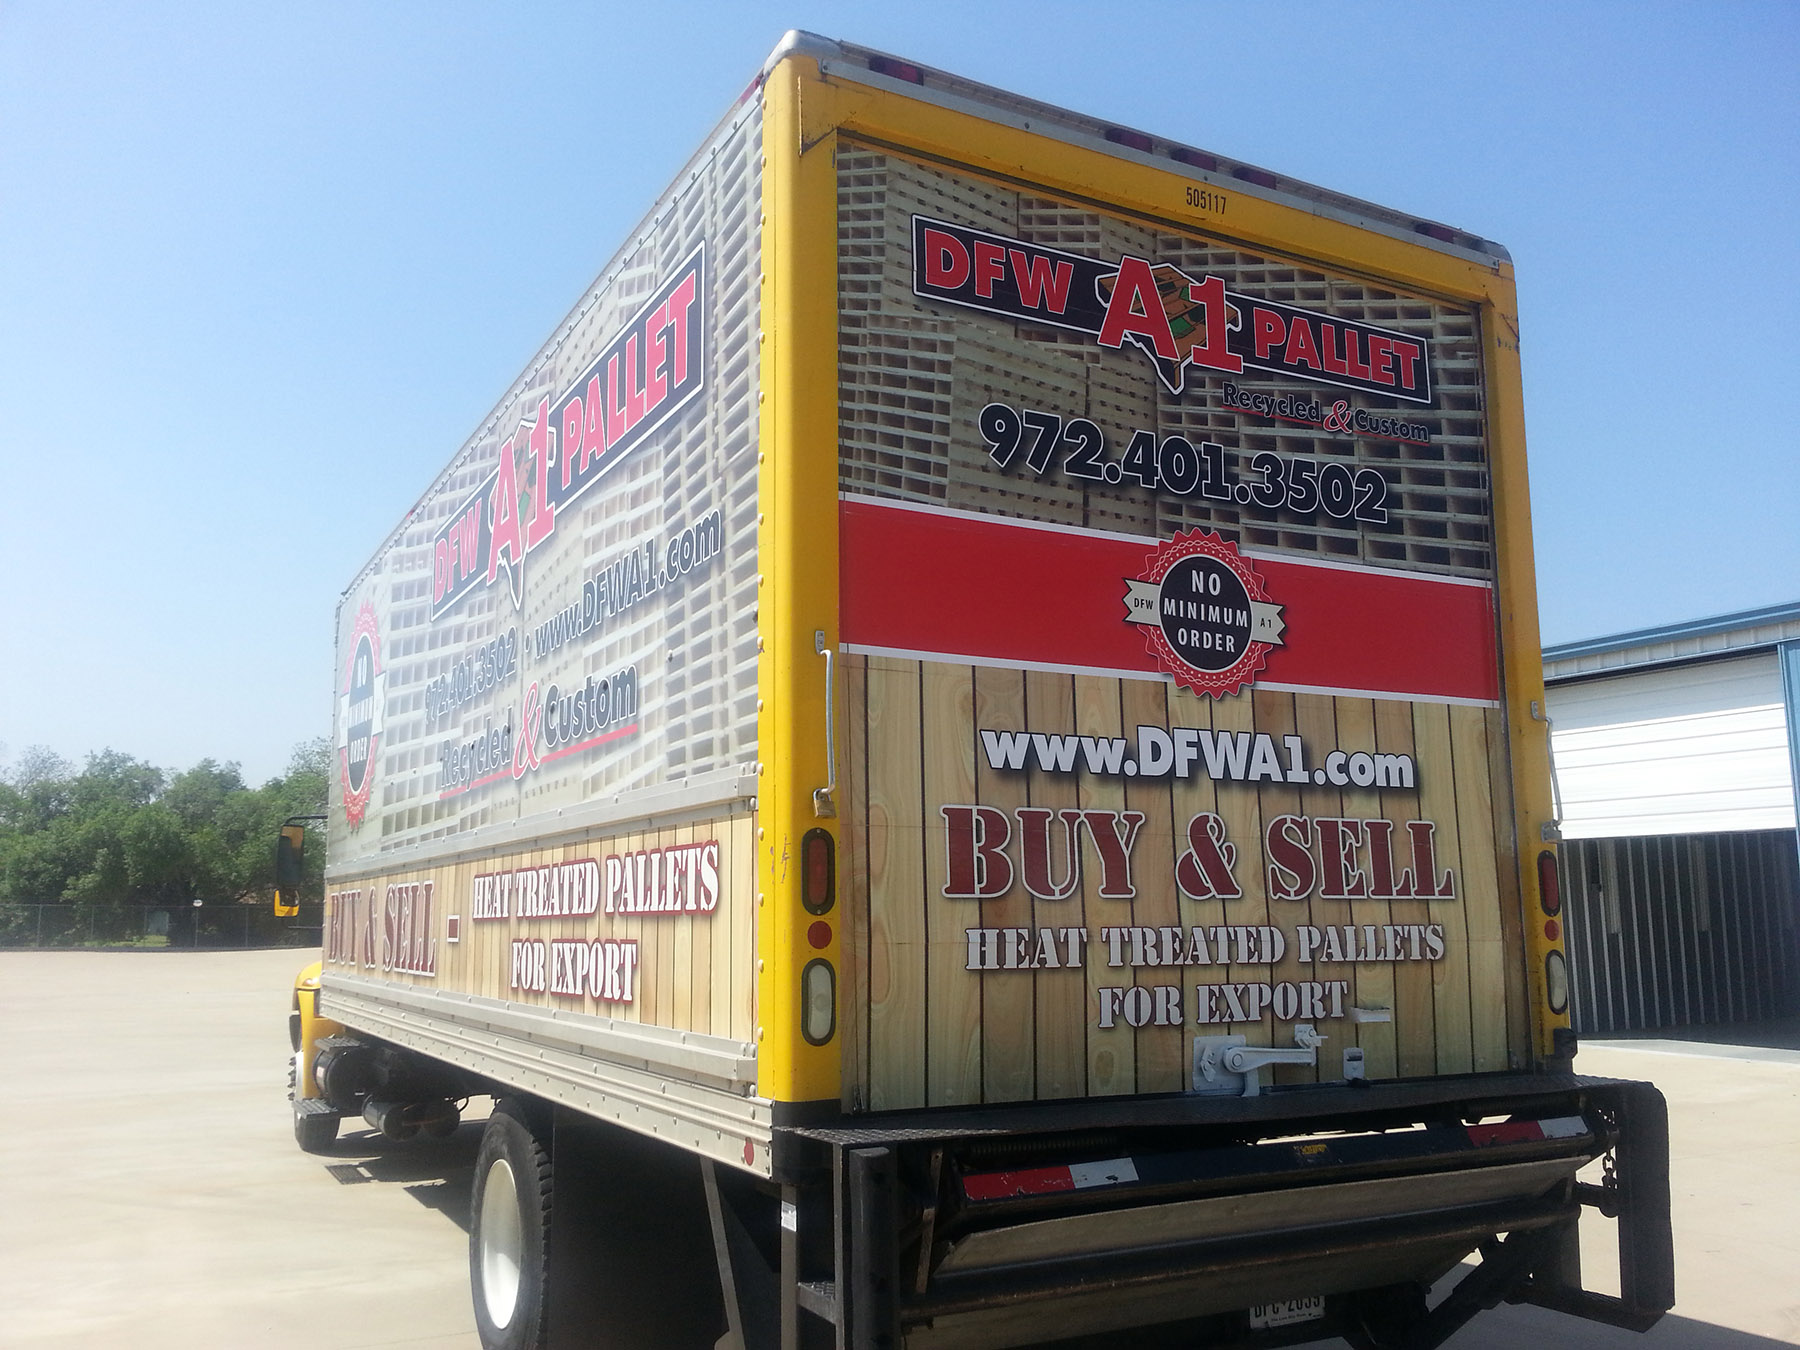 505117
DFW A1 PALLET
Recycled & Custom
972.401.3502
NO
DFW MINIMUM A1
ORDER
www.DFWA1.com
BUY & SELL
HEAT TREATED PALLETS
FOR EXPORT
DFW A1 PALLET
972.401.3502 · www.DFWA1.com
Recycled & Custom
NO
MINIMUM
ORDER
BUY & SELL - HEAT TREATED PALLETS
FOR EXPORT